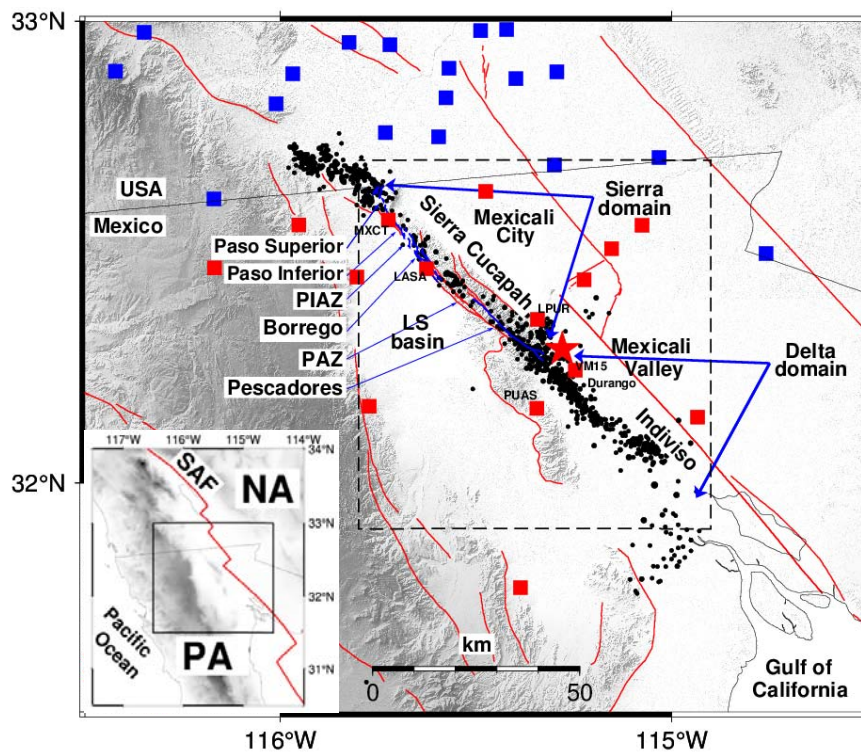 33°N
USA
Mexico
Paso Superior
Paso Inferior
PIAZ
Borrego
PAZ
Pescadores
MXCT
LASA
LS
basin
Sierra Cucapah
Mexicali
City
Sierra
domain
LPUR
Mexicali
Valley
VM15
Durango
PUAS
Indiviso
Delta
domain
32°N
117°W 116°W 115°W 114°W
34°N
33°N
32°N
31°N
SAF
NA
PA
Pacific
Ocean
km
0 50
Gulf of
California
116°W
115°W